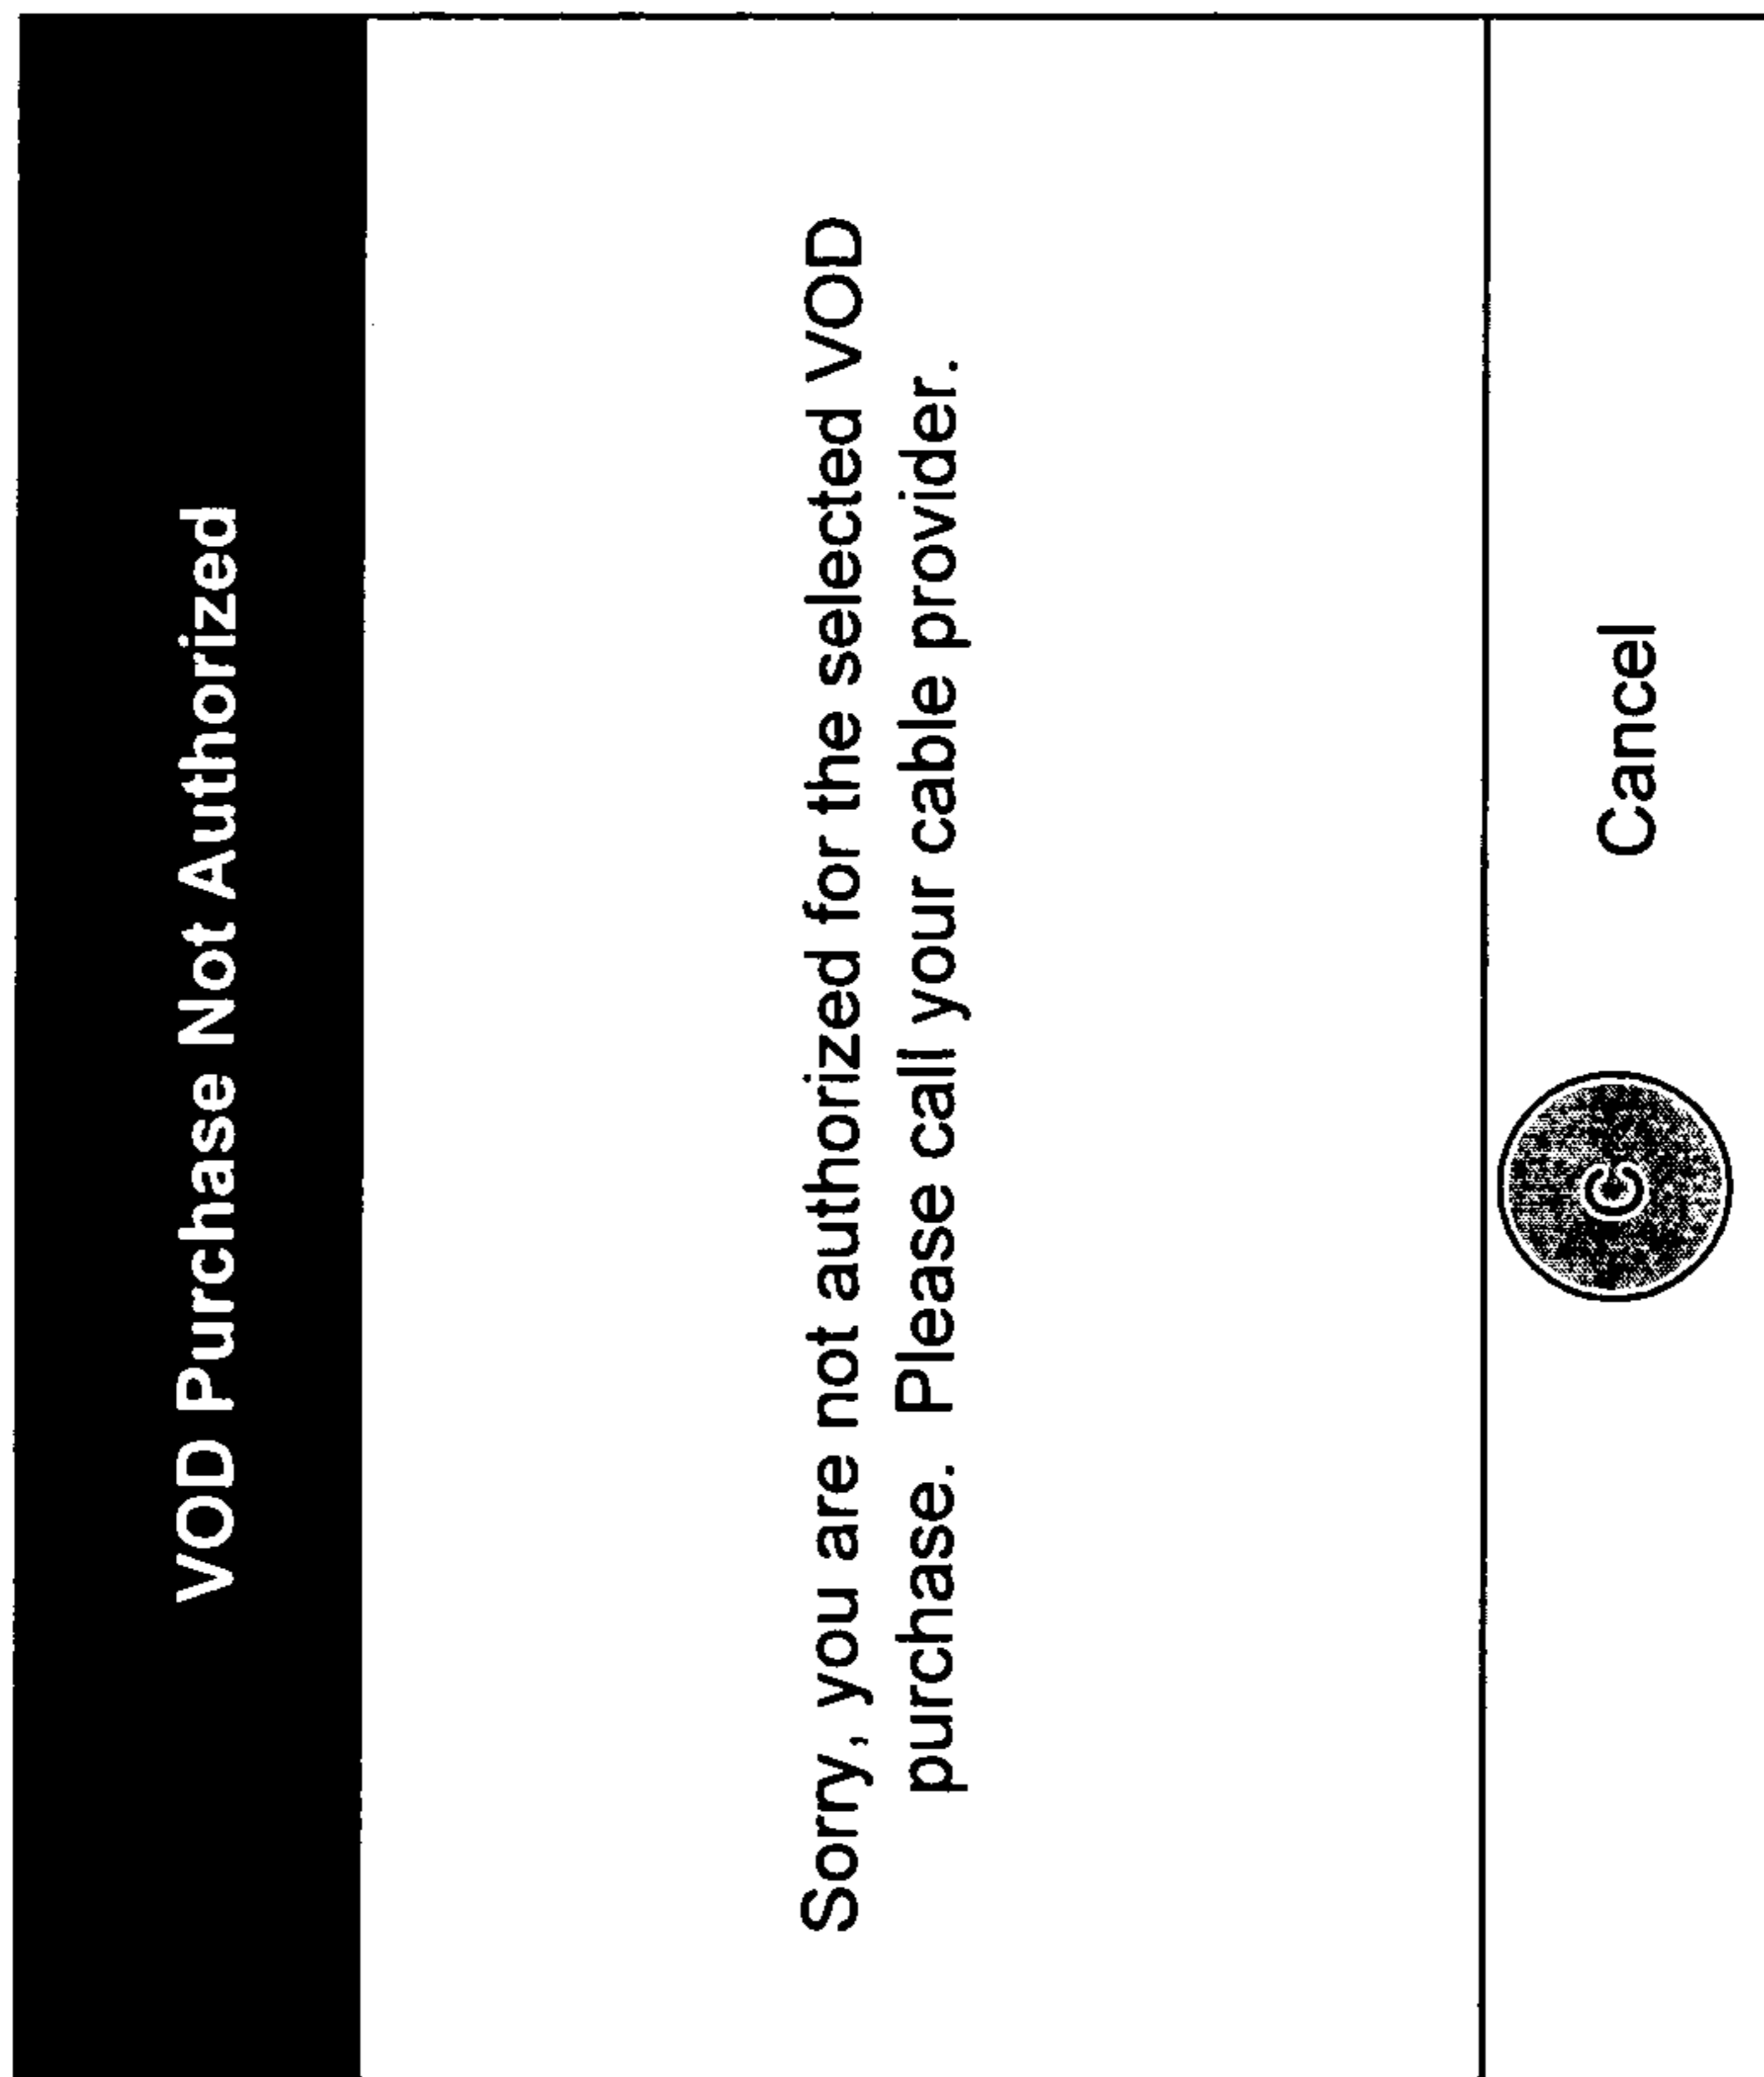 VOD Purchase Not Authorized
Sorry, you are not authorized for the selected VOD
purchase.  Please call your cable provider.
C Cancel